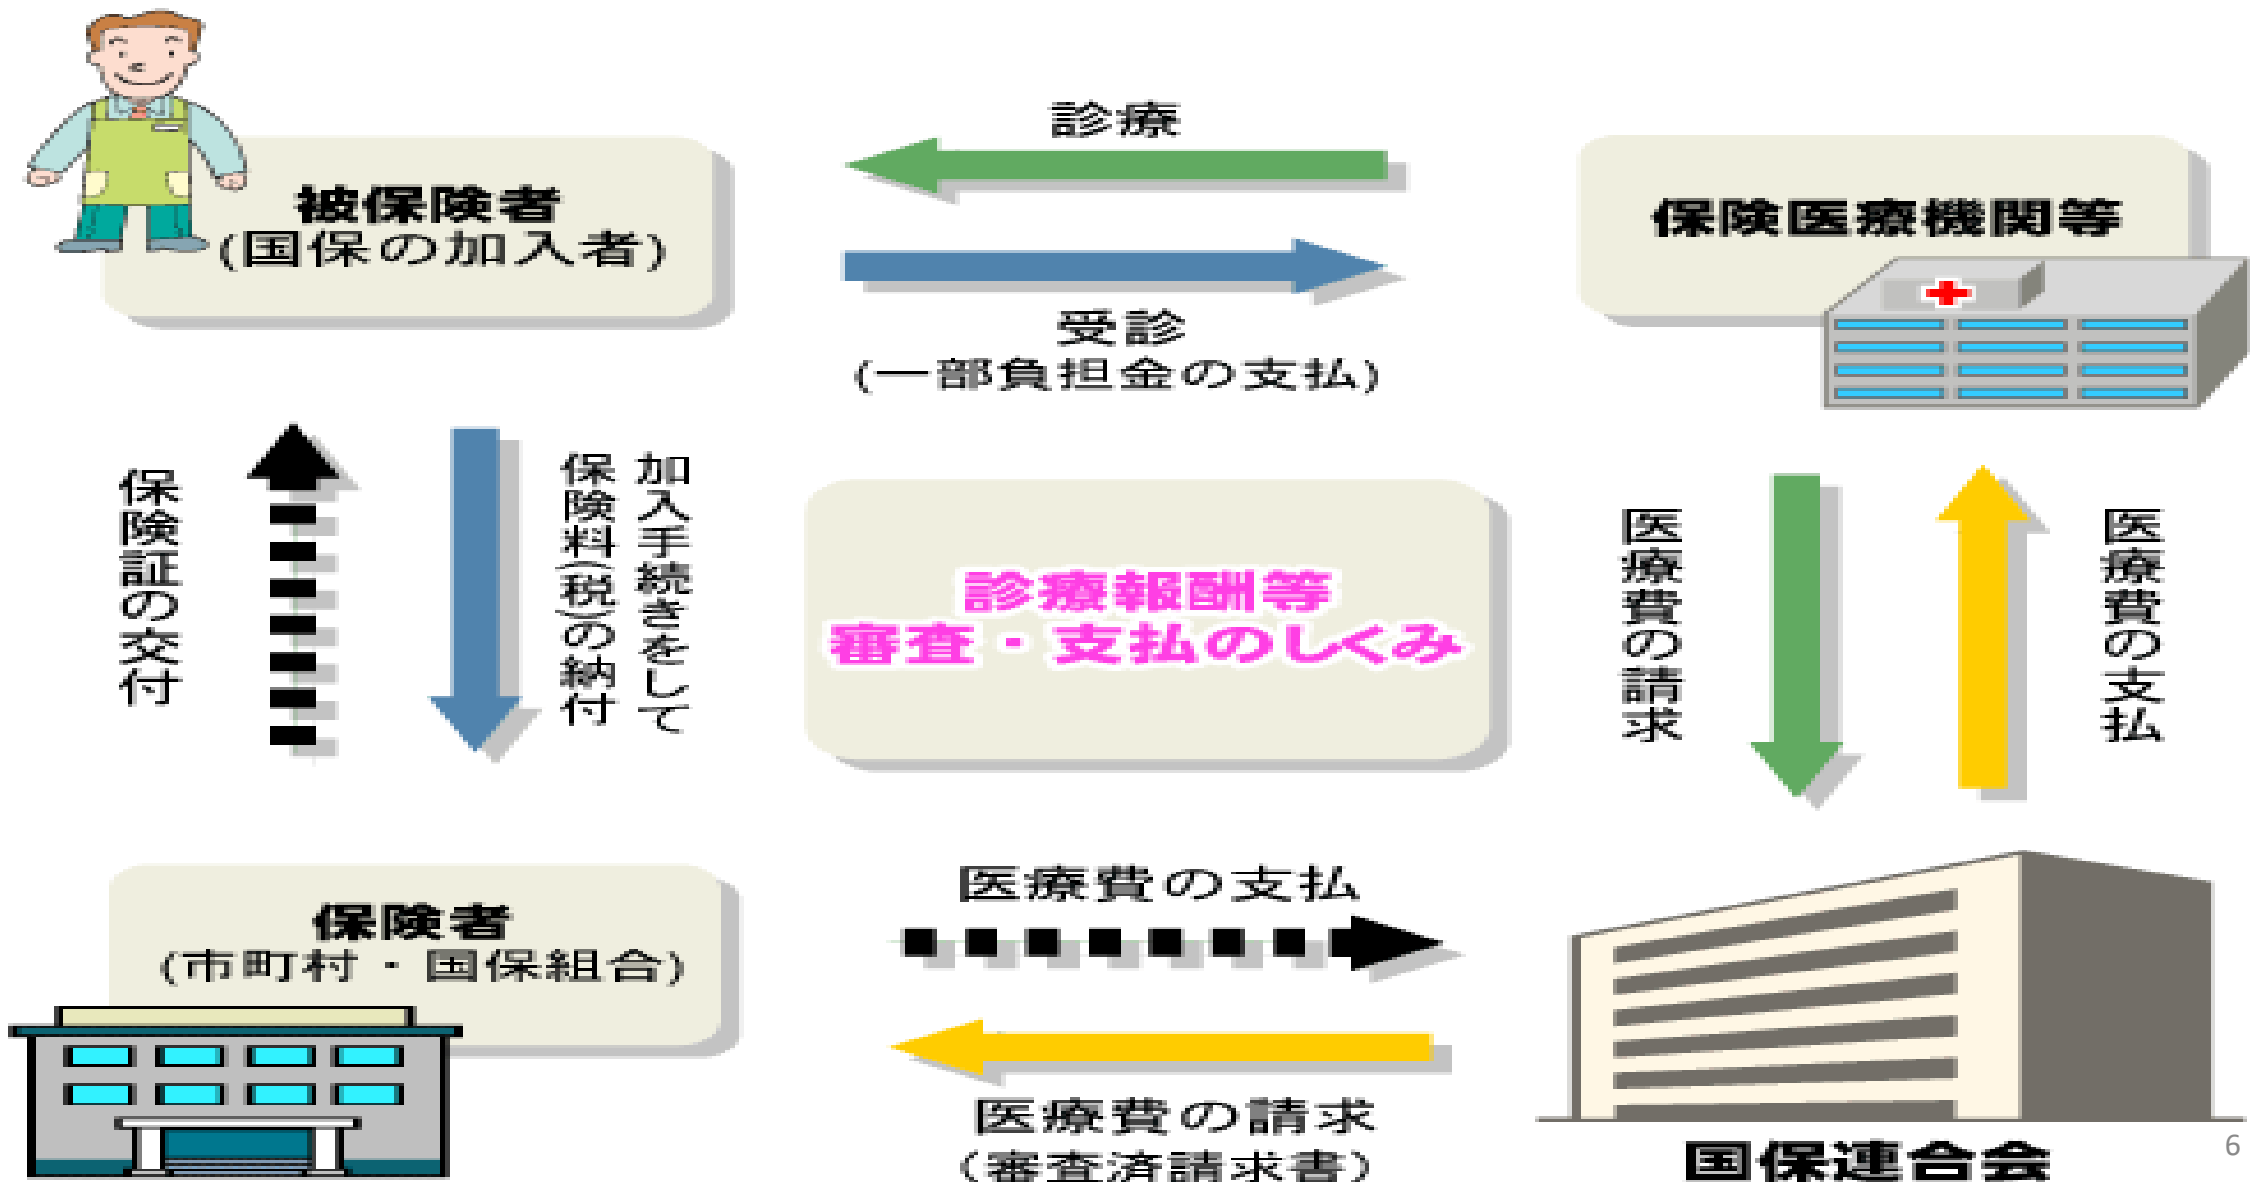 診療
被保険者
(国保の加入者)
保険医療機関等
受診
(一部負担金の支払)
保険証の交付
加入手続きをして
保険料(税)の納付
診療報酬等
審査・支払のしくみ
医療費の請求
医療費の支払
医療費の支払
保険者
(市町村・国保組合)
医療費の請求
(審査済請求書)
国保連合会
6